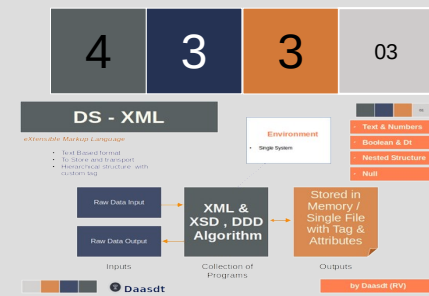 4
3
3
03
DS - XML
eXtensible Markup Language
• Text Based format
• To Store and transport
• Hierarchical structure with
custom tag
Environment
• Single System
• Text & Numbers
• Boolean & Dt
• Nested Structure
• Null
Raw Data Input
Raw Data Output
XML &
XSD , DDD
Algorithm
Stored in
Memory /
Single File
with Tag &
Attributes
Inputs
Collection of
Programs
Outputs
Daasdt
by Daasdt (RV)